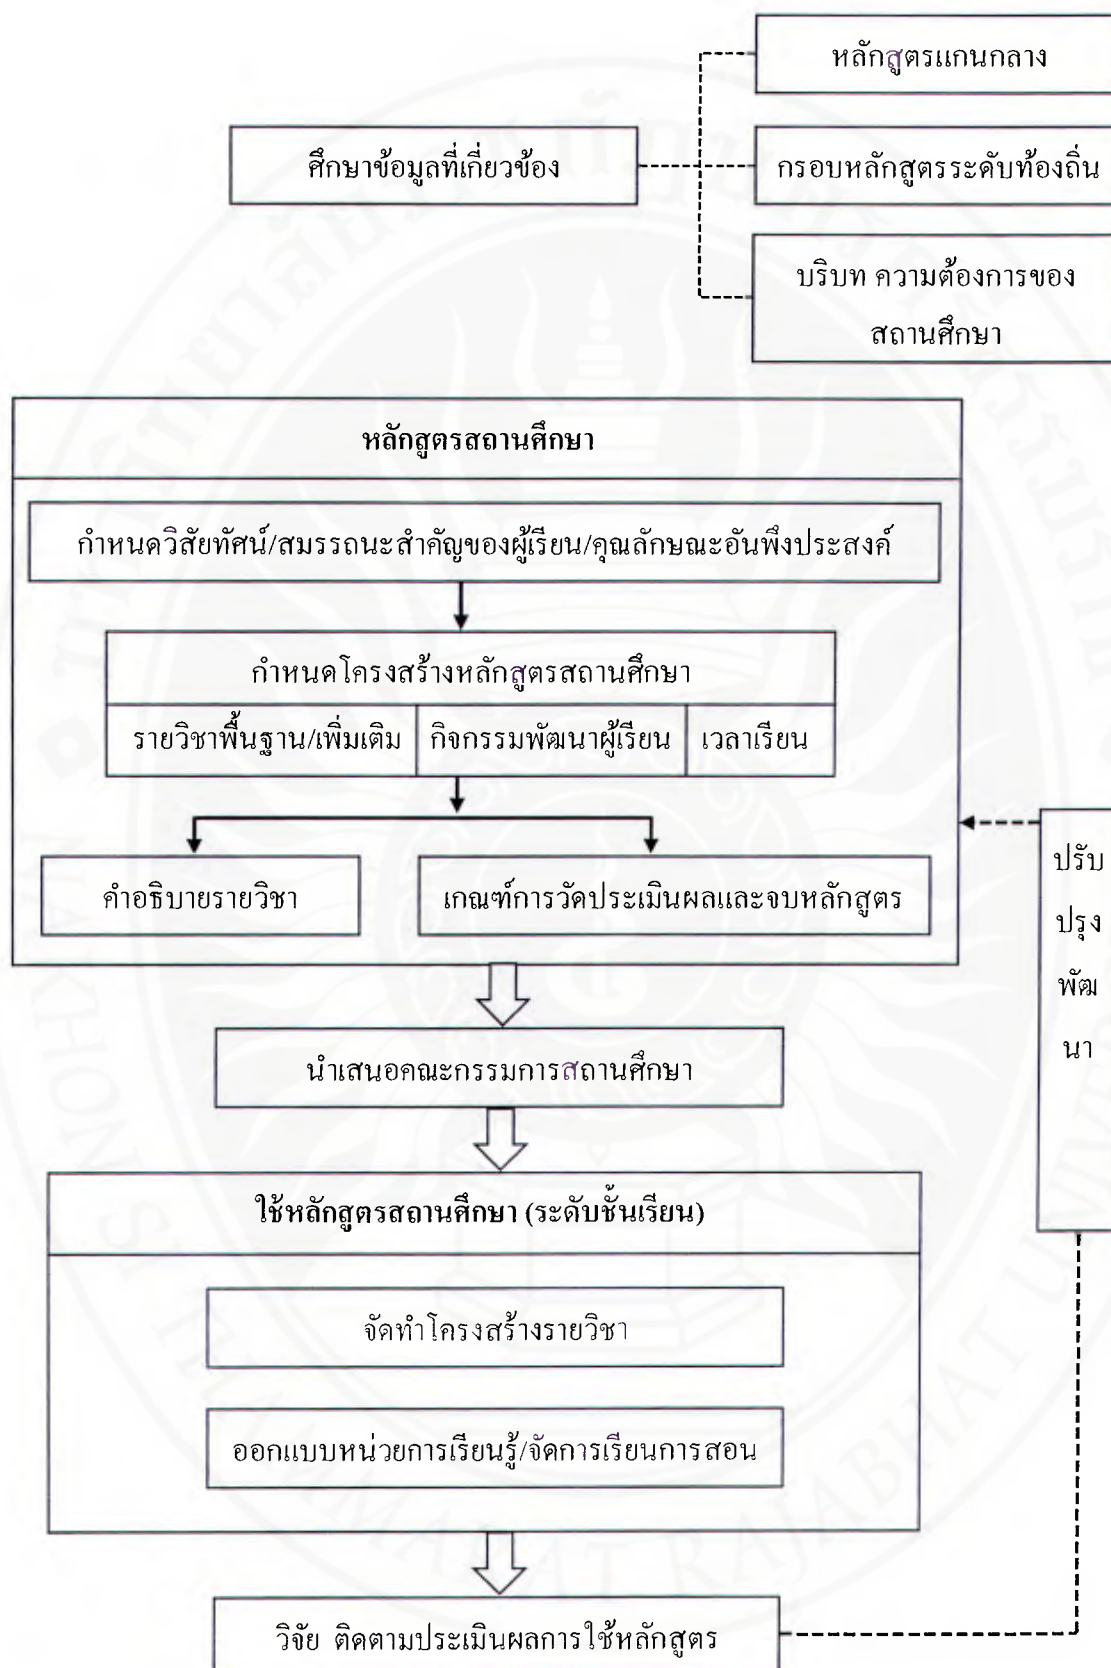 หลักสูตรแกนกลาง
ศึกษาข้อมูลที่เกี่ยวข้อง
กรอบหลักสูตรระดับท้องถิ่น
บริบท ความต้องการของ
สถานศึกษา
หลักสูตรสถานศึกษา
กำหนดวิสัยทัศน์/สมรรถนะสำคัญของผู้เรียน/คุณลักษณะอันพึงประสงค์
กำหนดโครงสร้างหลักสูตรสถานศึกษา
รายวิชาพื้นฐาน/เพิ่มเติม กิจกรรมพัฒนาผู้เรียน เวลาเรียน
คำอธิบายรายวิชา
เกณฑ์การวัดประเมินผลและจบหลักสูตร
ปรับ
ปรุง
พัฒ
นา
นำเสนอคณะกรรมการสถานศึกษา
ใช้หลักสูตรสถานศึกษา (ระดับชั้นเรียน)
จัดทำโครงสร้างรายวิชา
ออกแบบหน่วยการเรียนรู้/จัดการเรียนการสอน
วิจัย ติดตามประเมินผลการใช้หลักสูตร